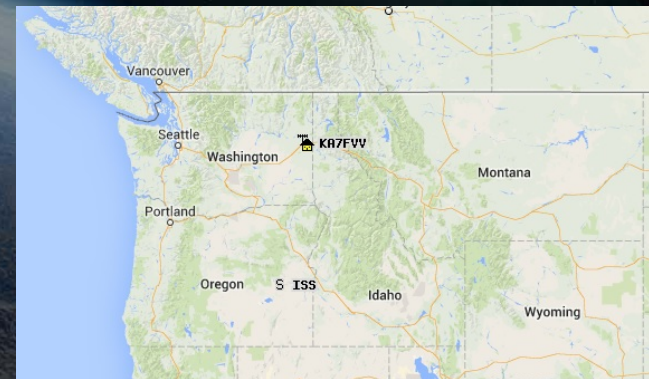 Vancouver
Seattle
KA7FVV
Washington
Montana
Portland
Oregon
S ISS
Idaho
Wyoming